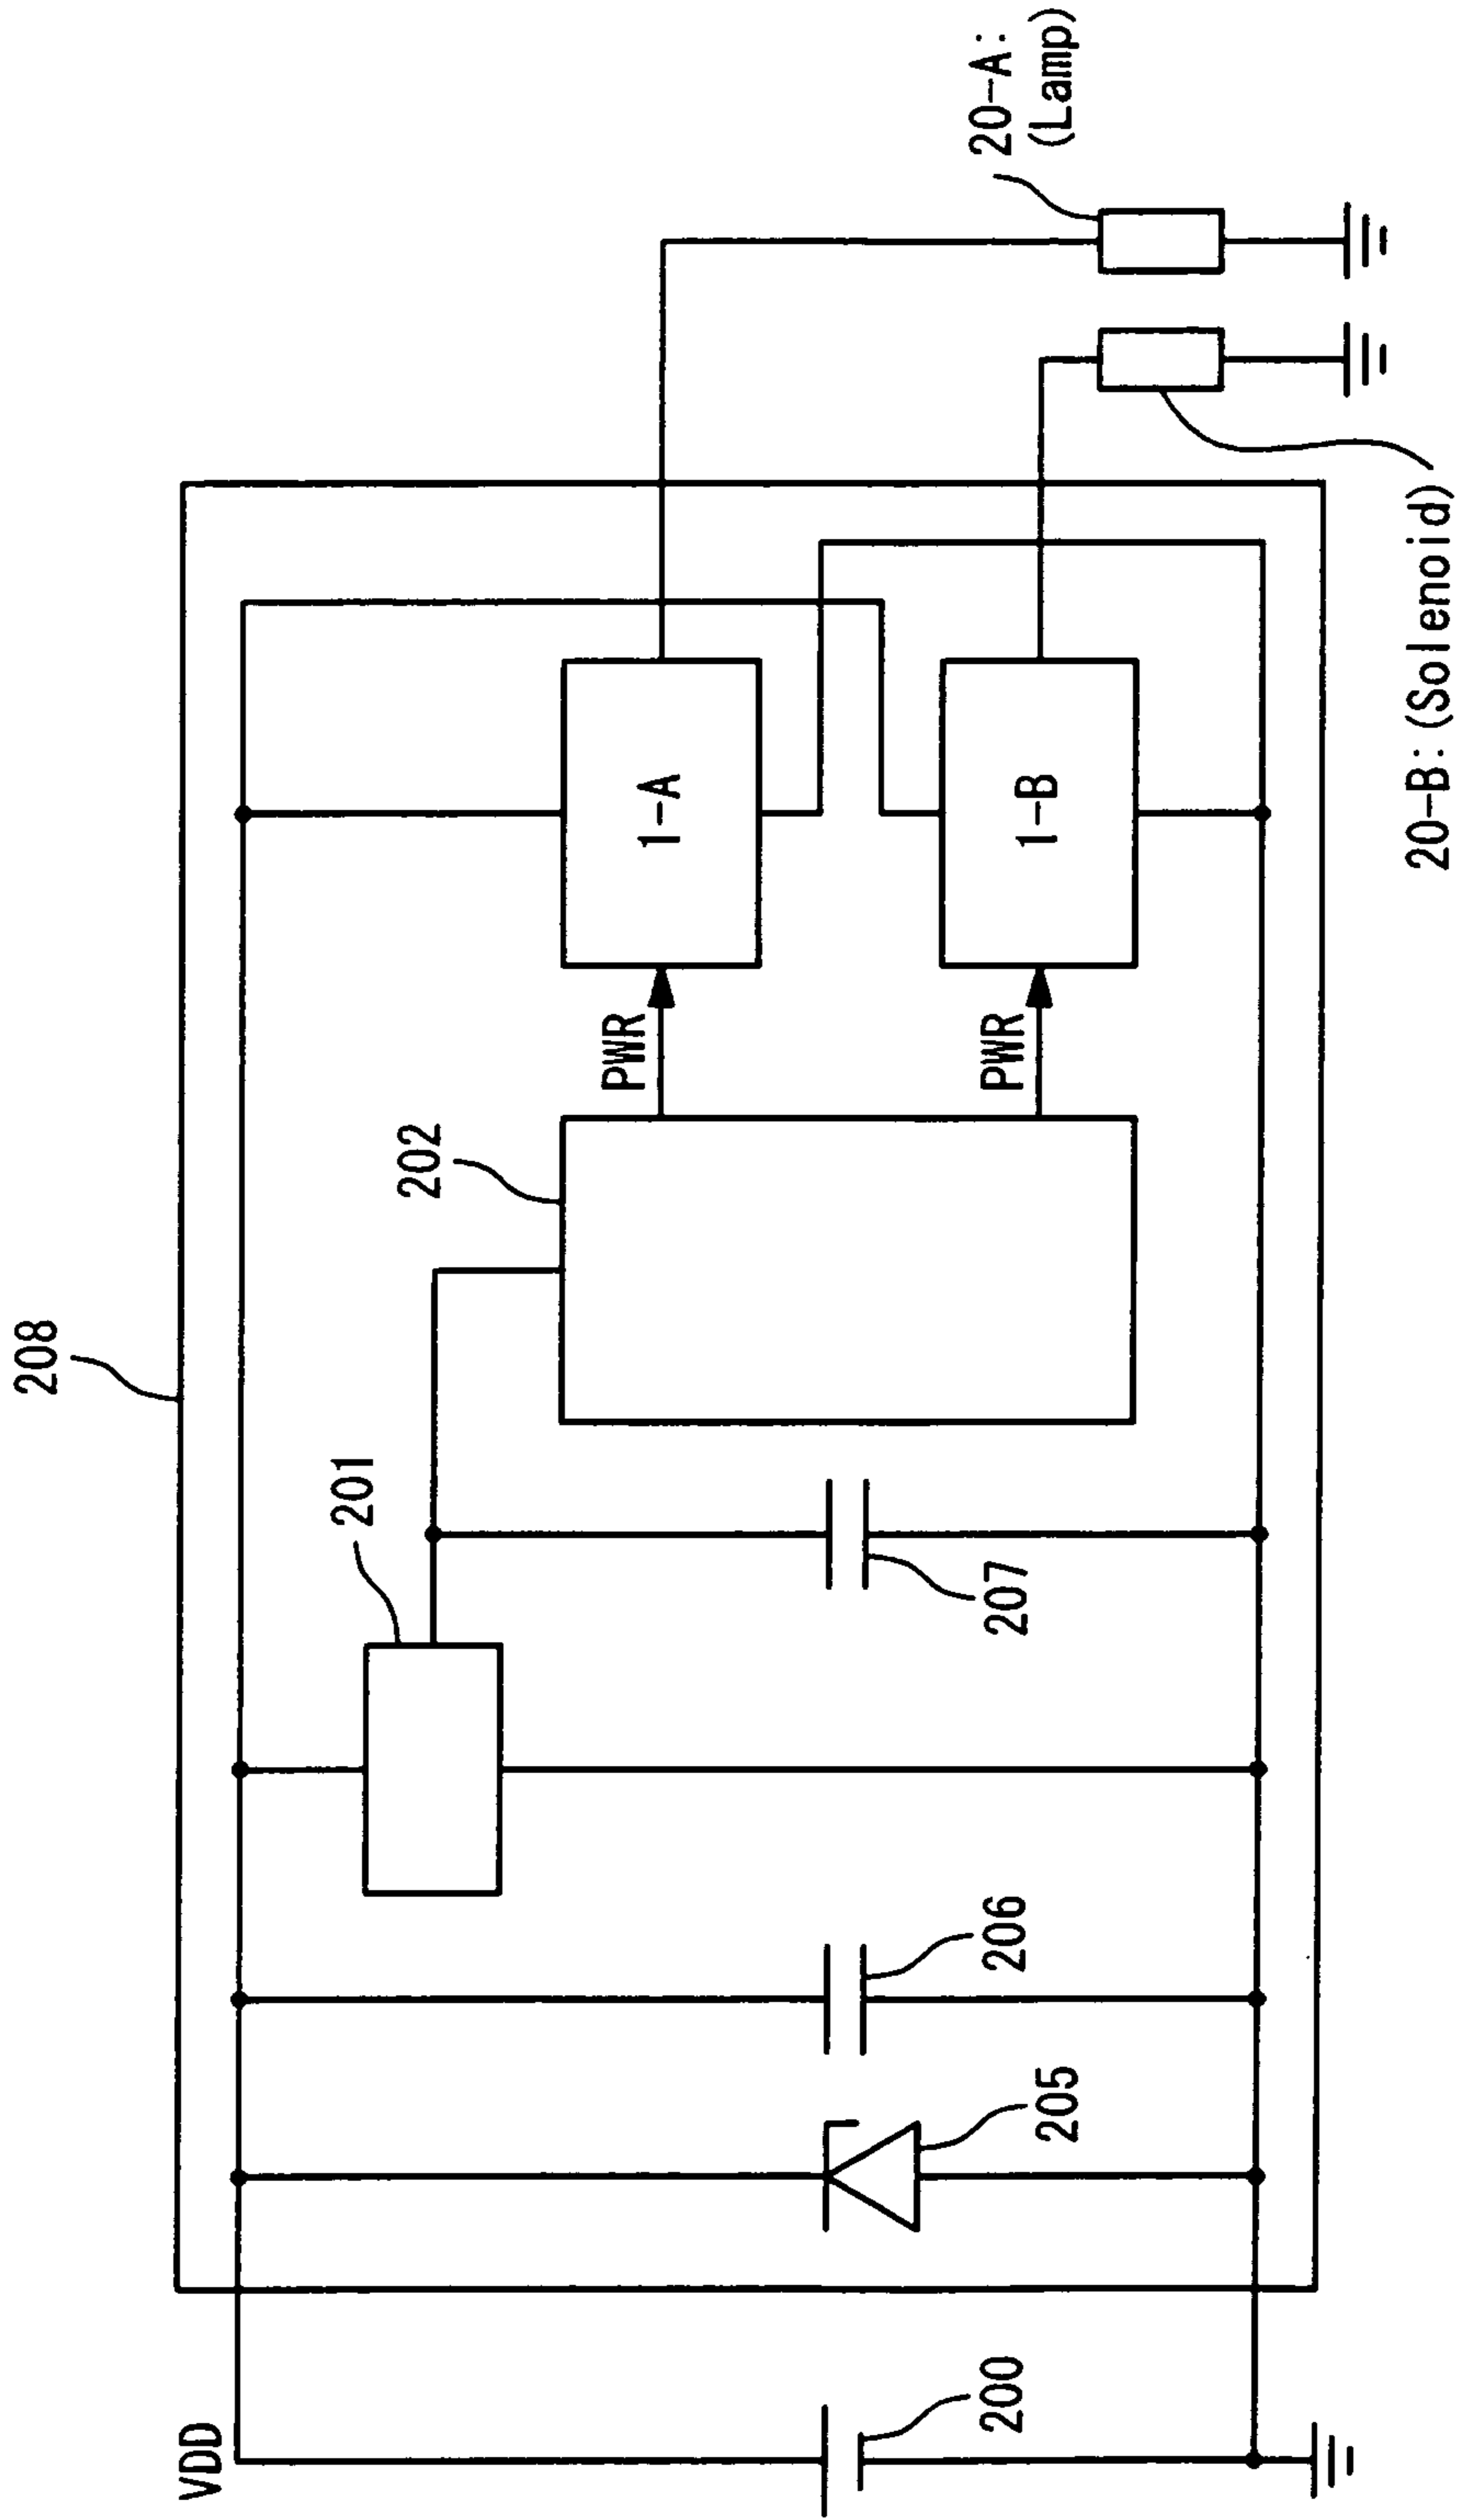 208
VDD
201
202
PWR
PWR
1-A
1-B
200
205
206
207
20-A:
(Lamp)
20-B:(Solenoid)